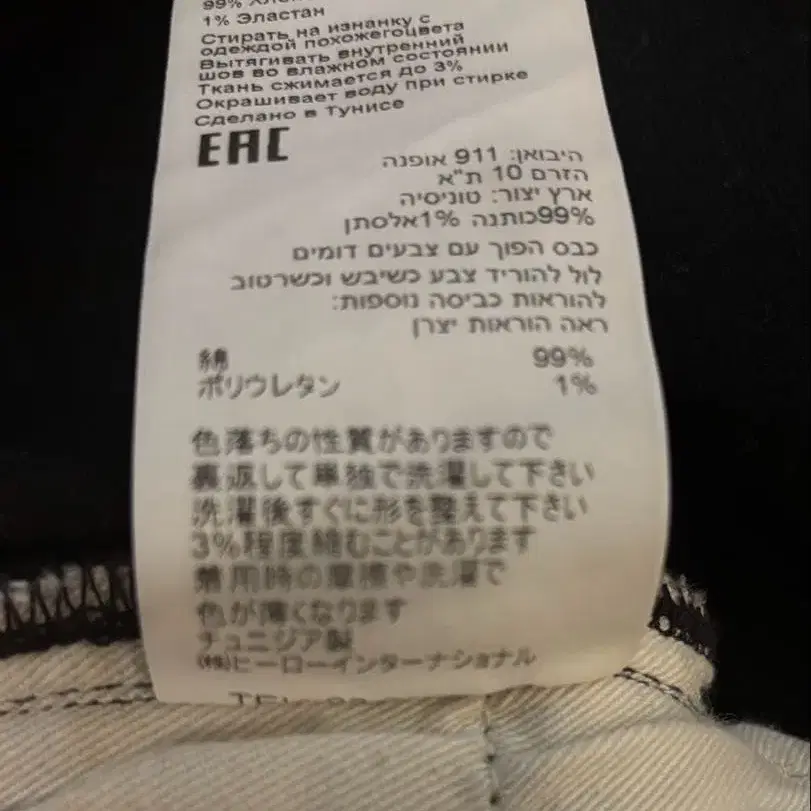 99% Хлоп
1% Эластан
Стирать на изнанку с
одеждой похожегоцвета
Вытягивать внутренний
шов во влажном состоянии
Ткань сжимается до 3%
Окрашивает воду при стирке
Сделано в Тунисе
EAC
היבואן: 911 אופנה
הזרם 10 ת"א
ארץ יצור: טוניסיה
99%כותנה 1%אלסתן
כבס הפוך עם צבעים דומים
לול להוריד צבע כשיבש וכשרטוב
להוראות כביסה נוספות:
ראה הוראות יצרן
綿 99%
ポリウレタン 1%
色落ちの性質がありますので
裏返して単独で洗濯して下さい
洗濯後すぐに形を整えて下さい
3%程度縮むことがあります
着用時の摩擦や洗濯で
色が薄くなります
チュニジア製
(株)ヒーローインターナショナル